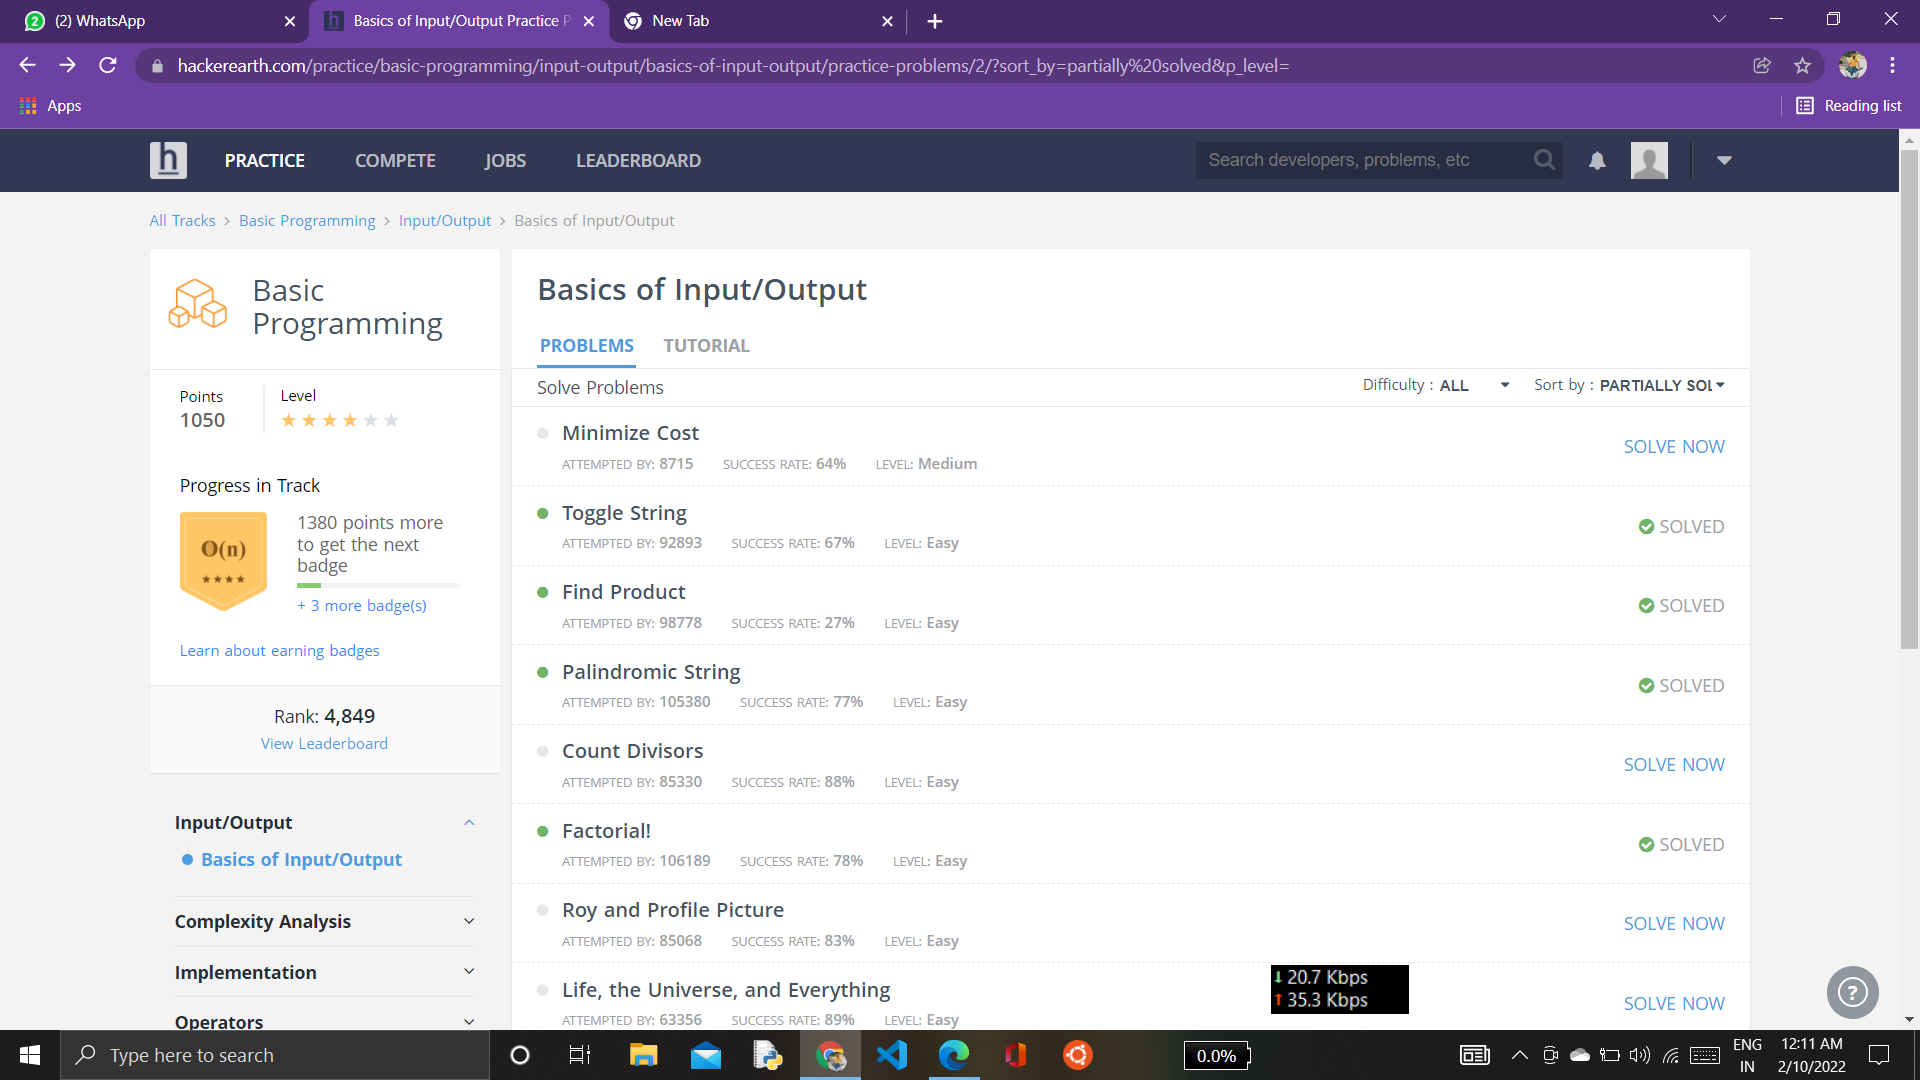 (2) WhatsApp
Basics of Input/Output Practice P
New Tab
hackerearth.com/practice/basic-programming/input-output/basics-of-input-output/practice-problems/2/?sort_by=partially%20solved&p_level=
Apps
Reading list
h PRACTICE COMPETE JOBS LEADERBOARD
Search developers, problems, etc
All Tracks > Basic Programming > Input/Output > Basics of Input/Output
Basic
Programming
Points
1050
Level
Progress in Track
O(n)
1380 points more
to get the next
badge
+ 3 more badge(s)
Learn about earning badges
Rank: 4,849
View Leaderboard
Input/Output
Basics of Input/Output
Complexity Analysis
Implementation
Operators
Basics of Input/Output
PROBLEMS TUTORIAL
Solve Problems
Difficulty : ALL
Sort by : PARTIALLY SOL
Minimize Cost
ATTEMPTED BY: 8715 SUCCESS RATE: 64% LEVEL: Medium
SOLVE NOW
Toggle String
ATTEMPTED BY: 92893 SUCCESS RATE: 67% LEVEL: Easy
SOLVED
Find Product
ATTEMPTED BY: 98778 SUCCESS RATE: 27% LEVEL: Easy
SOLVED
Palindromic String
ATTEMPTED BY: 105380 SUCCESS RATE: 77% LEVEL: Easy
SOLVED
Count Divisors
ATTEMPTED BY: 85330 SUCCESS RATE: 88% LEVEL: Easy
SOLVE NOW
Factorial!
ATTEMPTED BY: 106189 SUCCESS RATE: 78% LEVEL: Easy
SOLVED
Roy and Profile Picture
ATTEMPTED BY: 85068 SUCCESS RATE: 83% LEVEL: Easy
SOLVE NOW
Life, the Universe, and Everything
ATTEMPTED BY: 63356 SUCCESS RATE: 89% LEVEL: Easy
SOLVE NOW
↓ 20.7 Kbps
↑ 35.3 Kbps
?
Type here to search
0.0%
ENG
IN
12:11 AM
2/10/2022